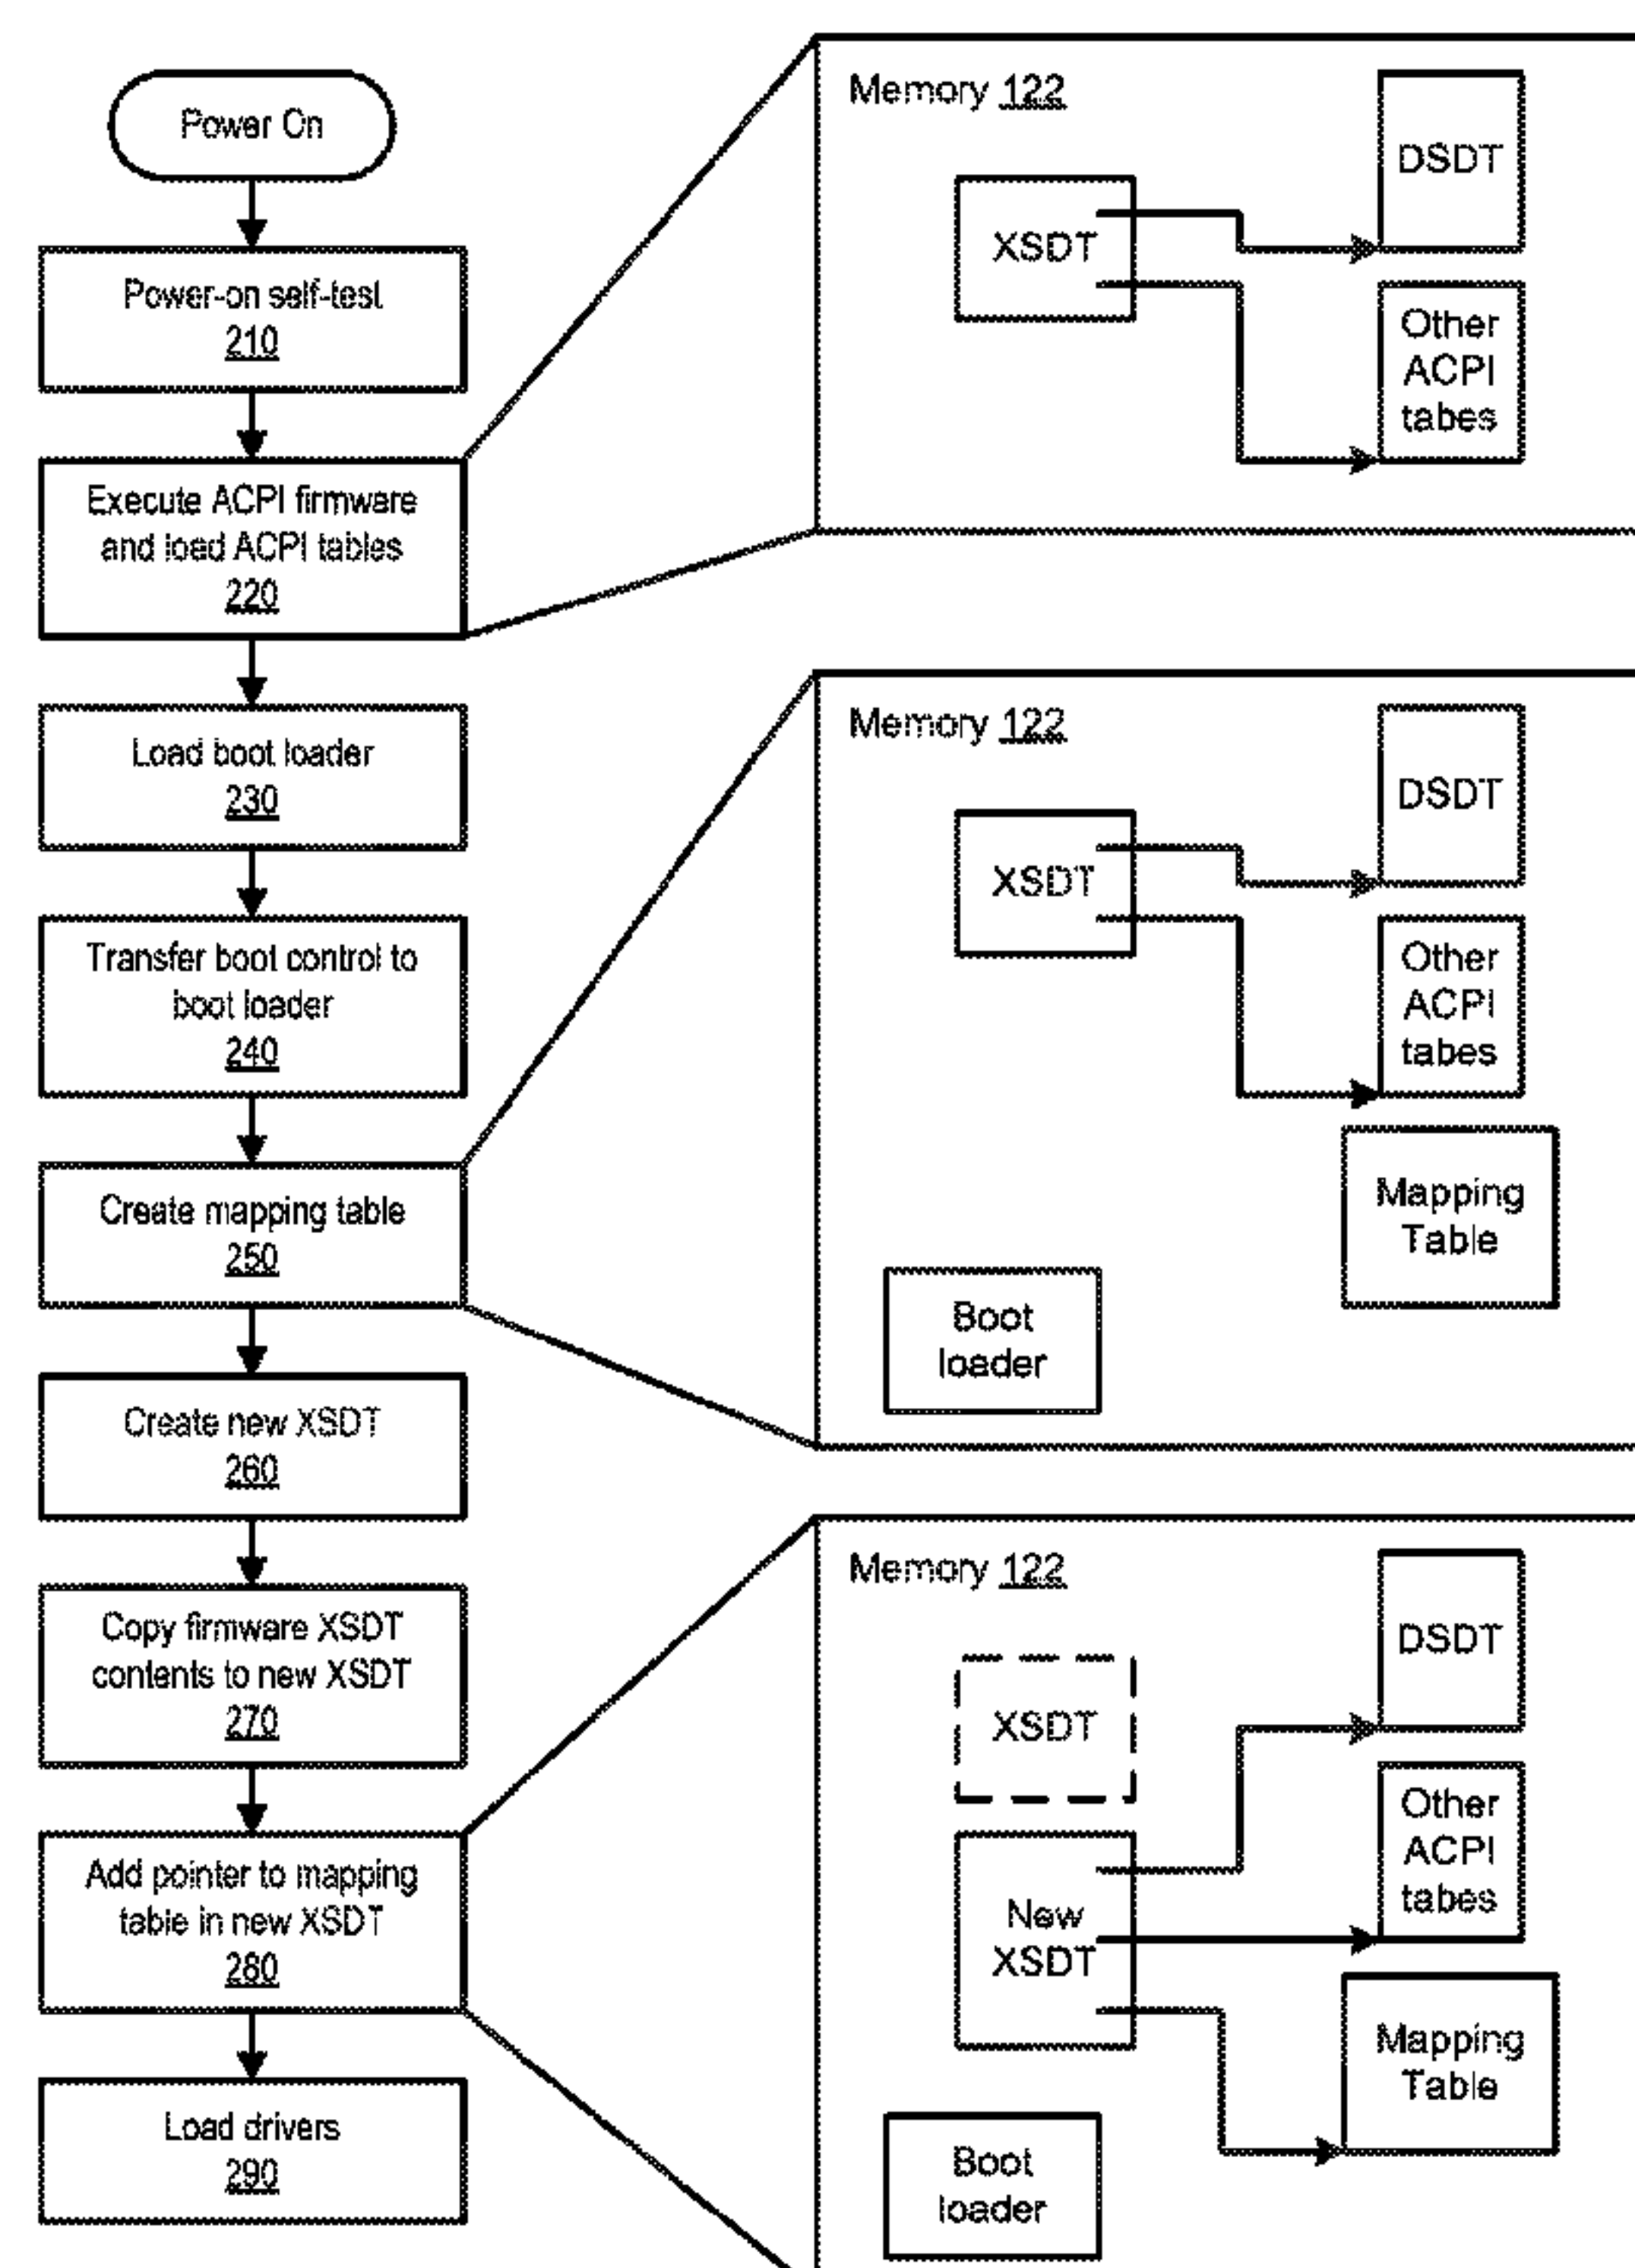 Power On
Power-on self-test
210
Execute ACPI firmware
and load ACPI tables
220
Load boot loader
230
Transfer boot control to
boot loader
240
Create mapping table
250
Create new XSDT
260
Copy firmware XSDT
contents to new XSDT
270
Add pointer to mapping
table in new XSDT
280
Load drivers
290
Memory 122
XSDT
DSDT
Other
ACPI
tabes
Memory 122
XSDT
DSDT
Other
ACPI
tabes
Mapping
Table
Boot
loader
Memory 122
XSDT
New
XSDT
DSDT
Other
ACPI
tabes
Mapping
Table
Boot
loader